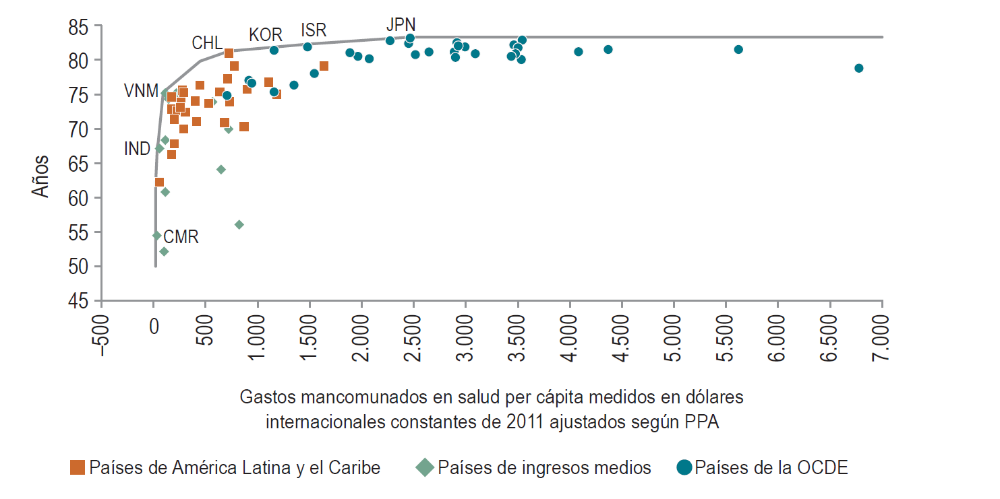 85
80
75
70
65
60
55
50
45
Años
CHL
KOR
ISR
JPN
VNM
IND
CMR
–500
0
500
1.000
1.500
2.000
2.500
3.000
3.500
4.000
4.500
5.000
5.500
6.000
6.500
7.000
Gastos mancomunados en salud per cápita medidos en dólares
internacionales constantes de 2011 ajustados según PPA
Países de América Latina y el Caribe
Países de ingresos medios
Países de la OCDE